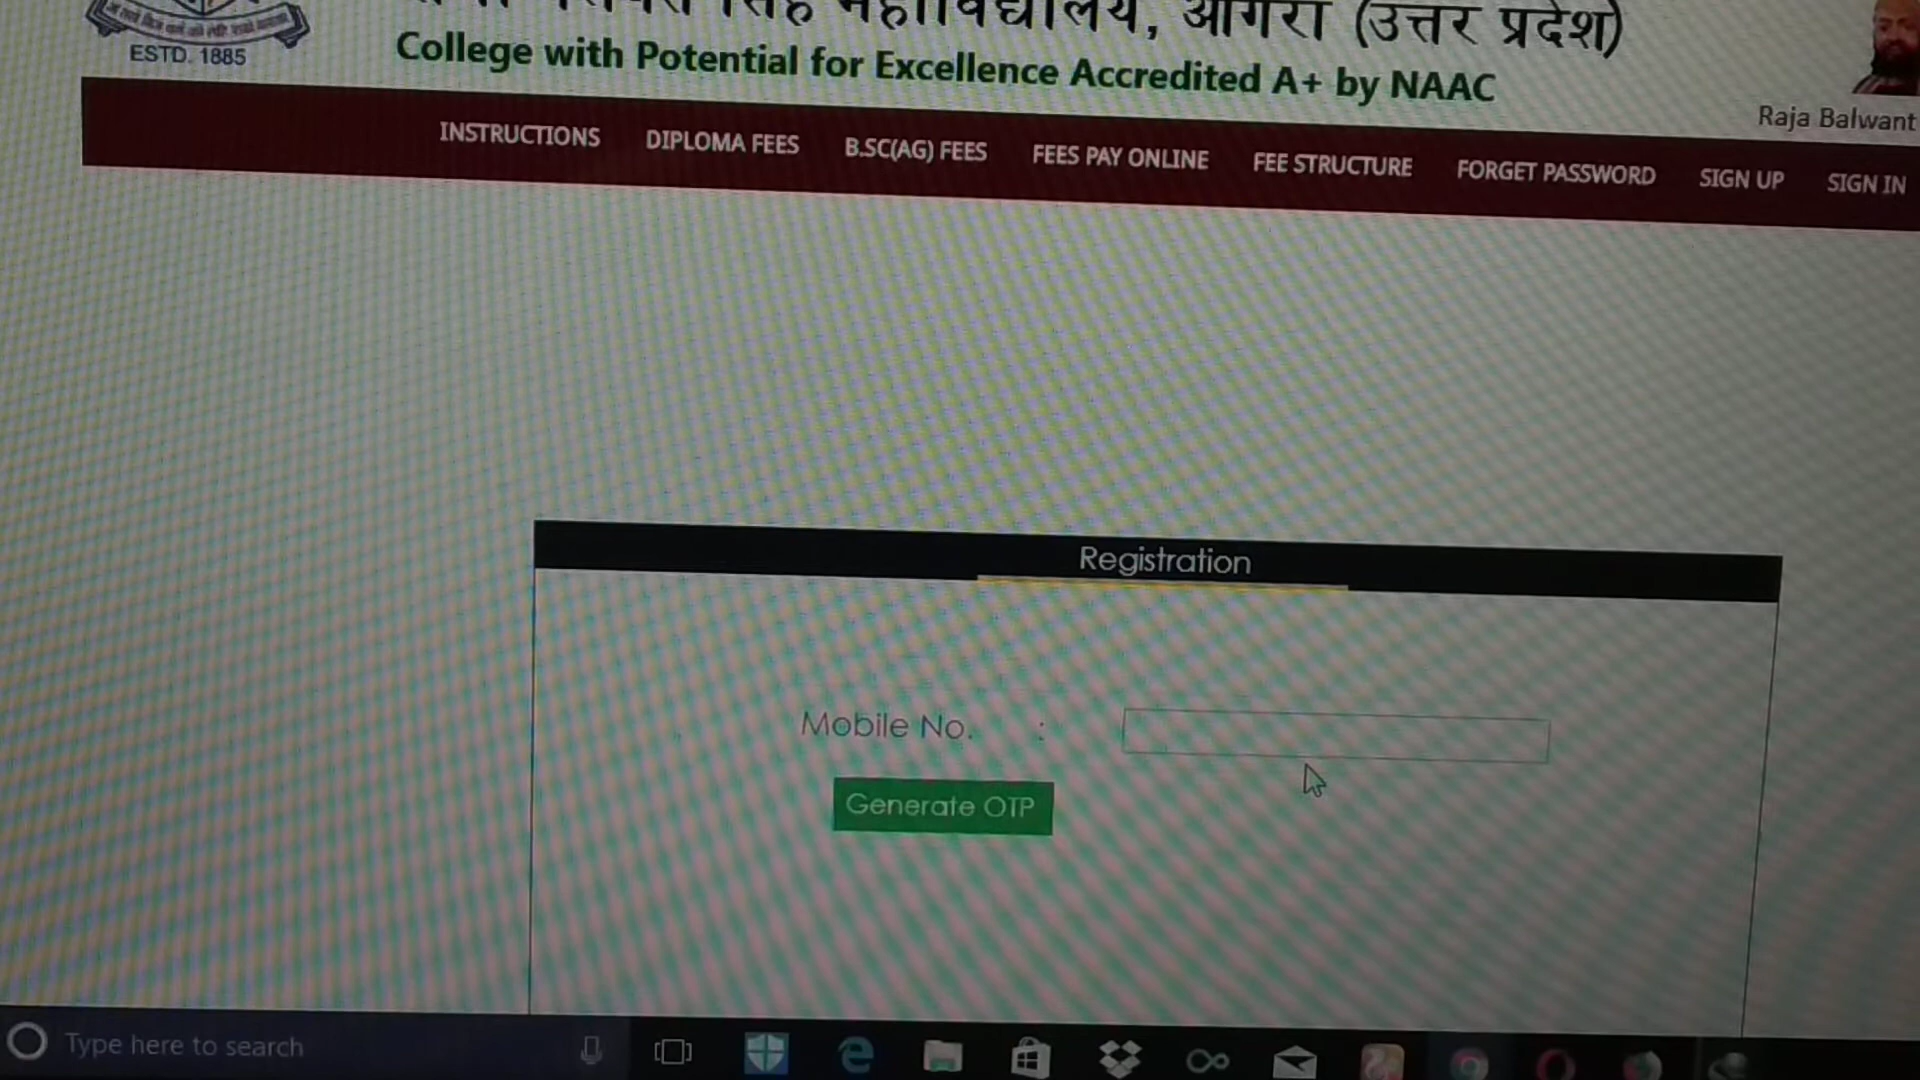 सिंह महाविद्यालय, आगरा (उत्तर प्रदेश)
ESTD. 1885
College with Potential for Excellence Accredited A+ by NAAC
Raja Balwant
INSTRUCTIONS DIPLOMA FEES B.SC(AG) FEES FEES PAY ONLINE FEE STRUCTURE FORGET PASSWORD SIGN UP SIGN IN
Registration
Mobile No. :
Generate OTP
Type here to search